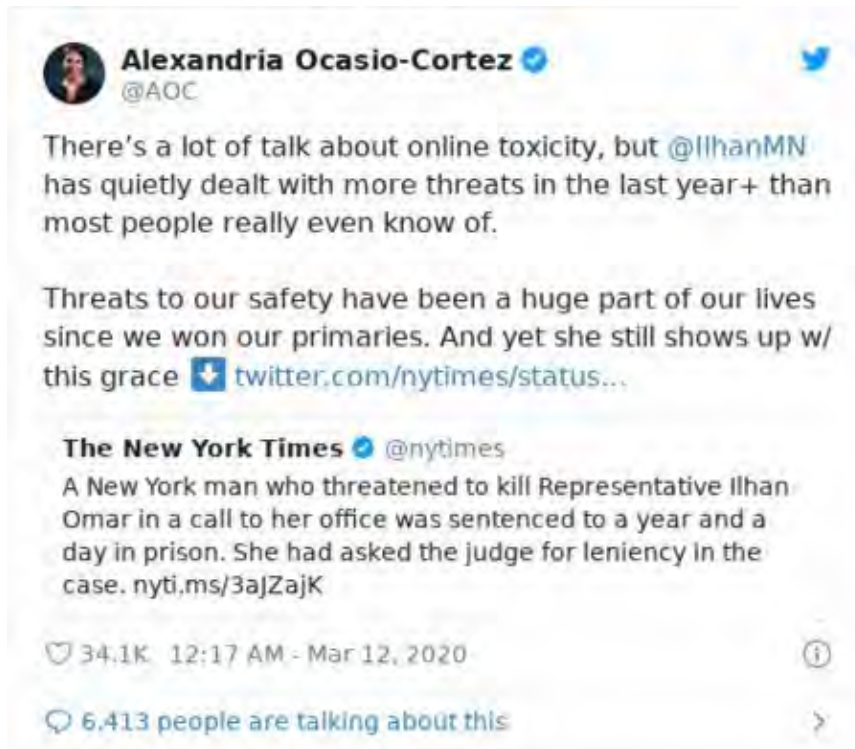 Alexandria Ocasio-Cortez
@AOC
There’s a lot of talk about online toxicity, but @IlhanMN
has quietly dealt with more threats in the last year+ than
most people really even know of.
Threats to our safety have been a huge part of our lives
since we won our primaries. And yet she still shows up w/
this grace ⬇️ twitter.com/nytimes/status…
The New York Times @nytimes
A New York man who threatened to kill Representative Ilhan
Omar in a call to her office was sentenced to a year and a
day in prison. She had asked the judge for leniency in the
case. nyti.ms/3aJZajK
34.1K 12:17 AM - Mar 12, 2020
6,413 people are talking about this